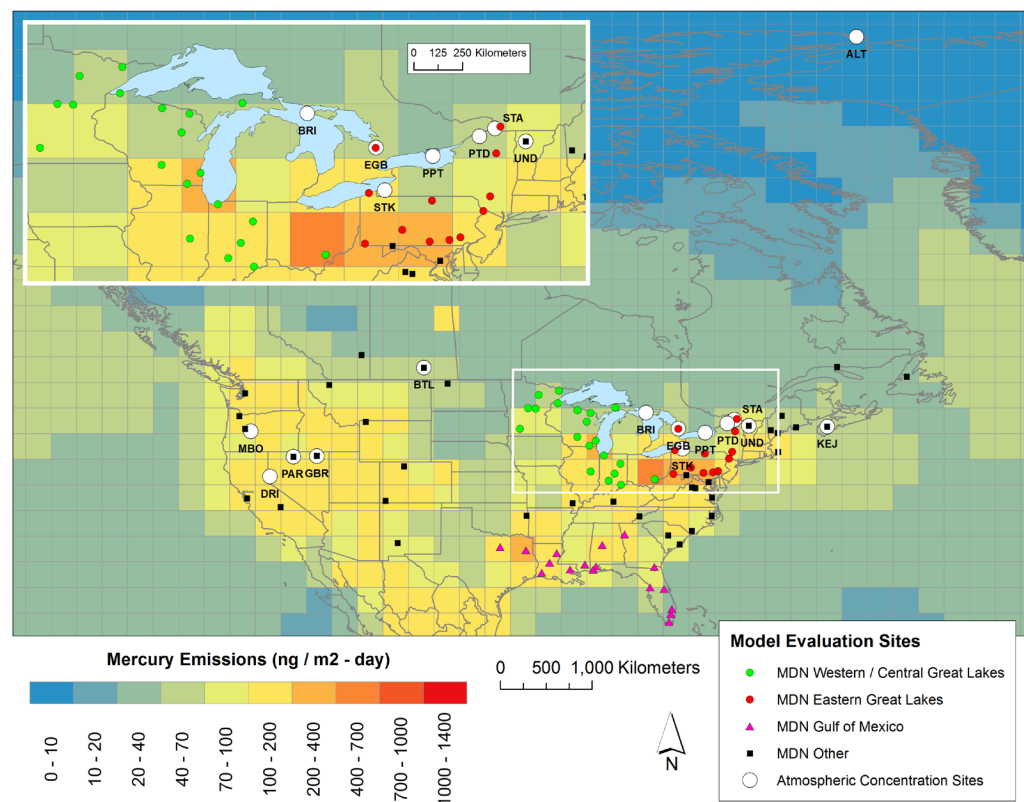 0 125 250 Kilometers
ALT
STA
BRI
PTD
UND
EGB
PPT
STK
BTL
STA
BRI
MBO
EGB
PPT
PTD
UND
KEJ
PAR
GBR
STK
DRI
Mercury Emissions (ng / m2 - day)
0 - 10
10 - 20
20 - 40
40 - 70
70 - 100
100 - 200
200 - 400
400 - 700
700 - 1000
1000 - 1400
0 500 1,000 Kilometers
N
Model Evaluation Sites
MDN Western / Central Great Lakes
MDN Eastern Great Lakes
MDN Gulf of Mexico
MDN Other
Atmospheric Concentration Sites